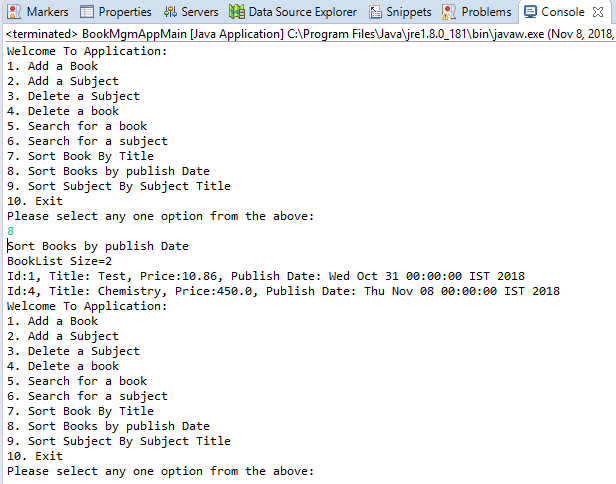 Markers Properties Servers Data Source Explorer Snippets Problems Console
<terminated> BookMgmAppMain [Java Application] C:\Program Files\Java\jre1.8.0_181\bin\javaw.exe (Nov 8, 2018,
Welcome To Application:
1. Add a Book
2. Add a Subject
3. Delete a Subject
4. Delete a book
5. Search for a book
6. Search for a subject
7. Sort Book By Title
8. Sort Books by publish Date
9. Sort Subject By Subject Title
10. Exit
Please select any one option from the above:
8
Sort Books by publish Date
BookList Size=2
Id:1, Title: Test, Price:10.86, Publish Date: Wed Oct 31 00:00:00 IST 2018
Id:4, Title: Chemistry, Price:450.0, Publish Date: Thu Nov 08 00:00:00 IST 2018
Welcome To Application:
1. Add a Book
2. Add a Subject
3. Delete a Subject
4. Delete a book
5. Search for a book
6. Search for a subject
7. Sort Book By Title
8. Sort Books by publish Date
9. Sort Subject By Subject Title
10. Exit
Please select any one option from the above: